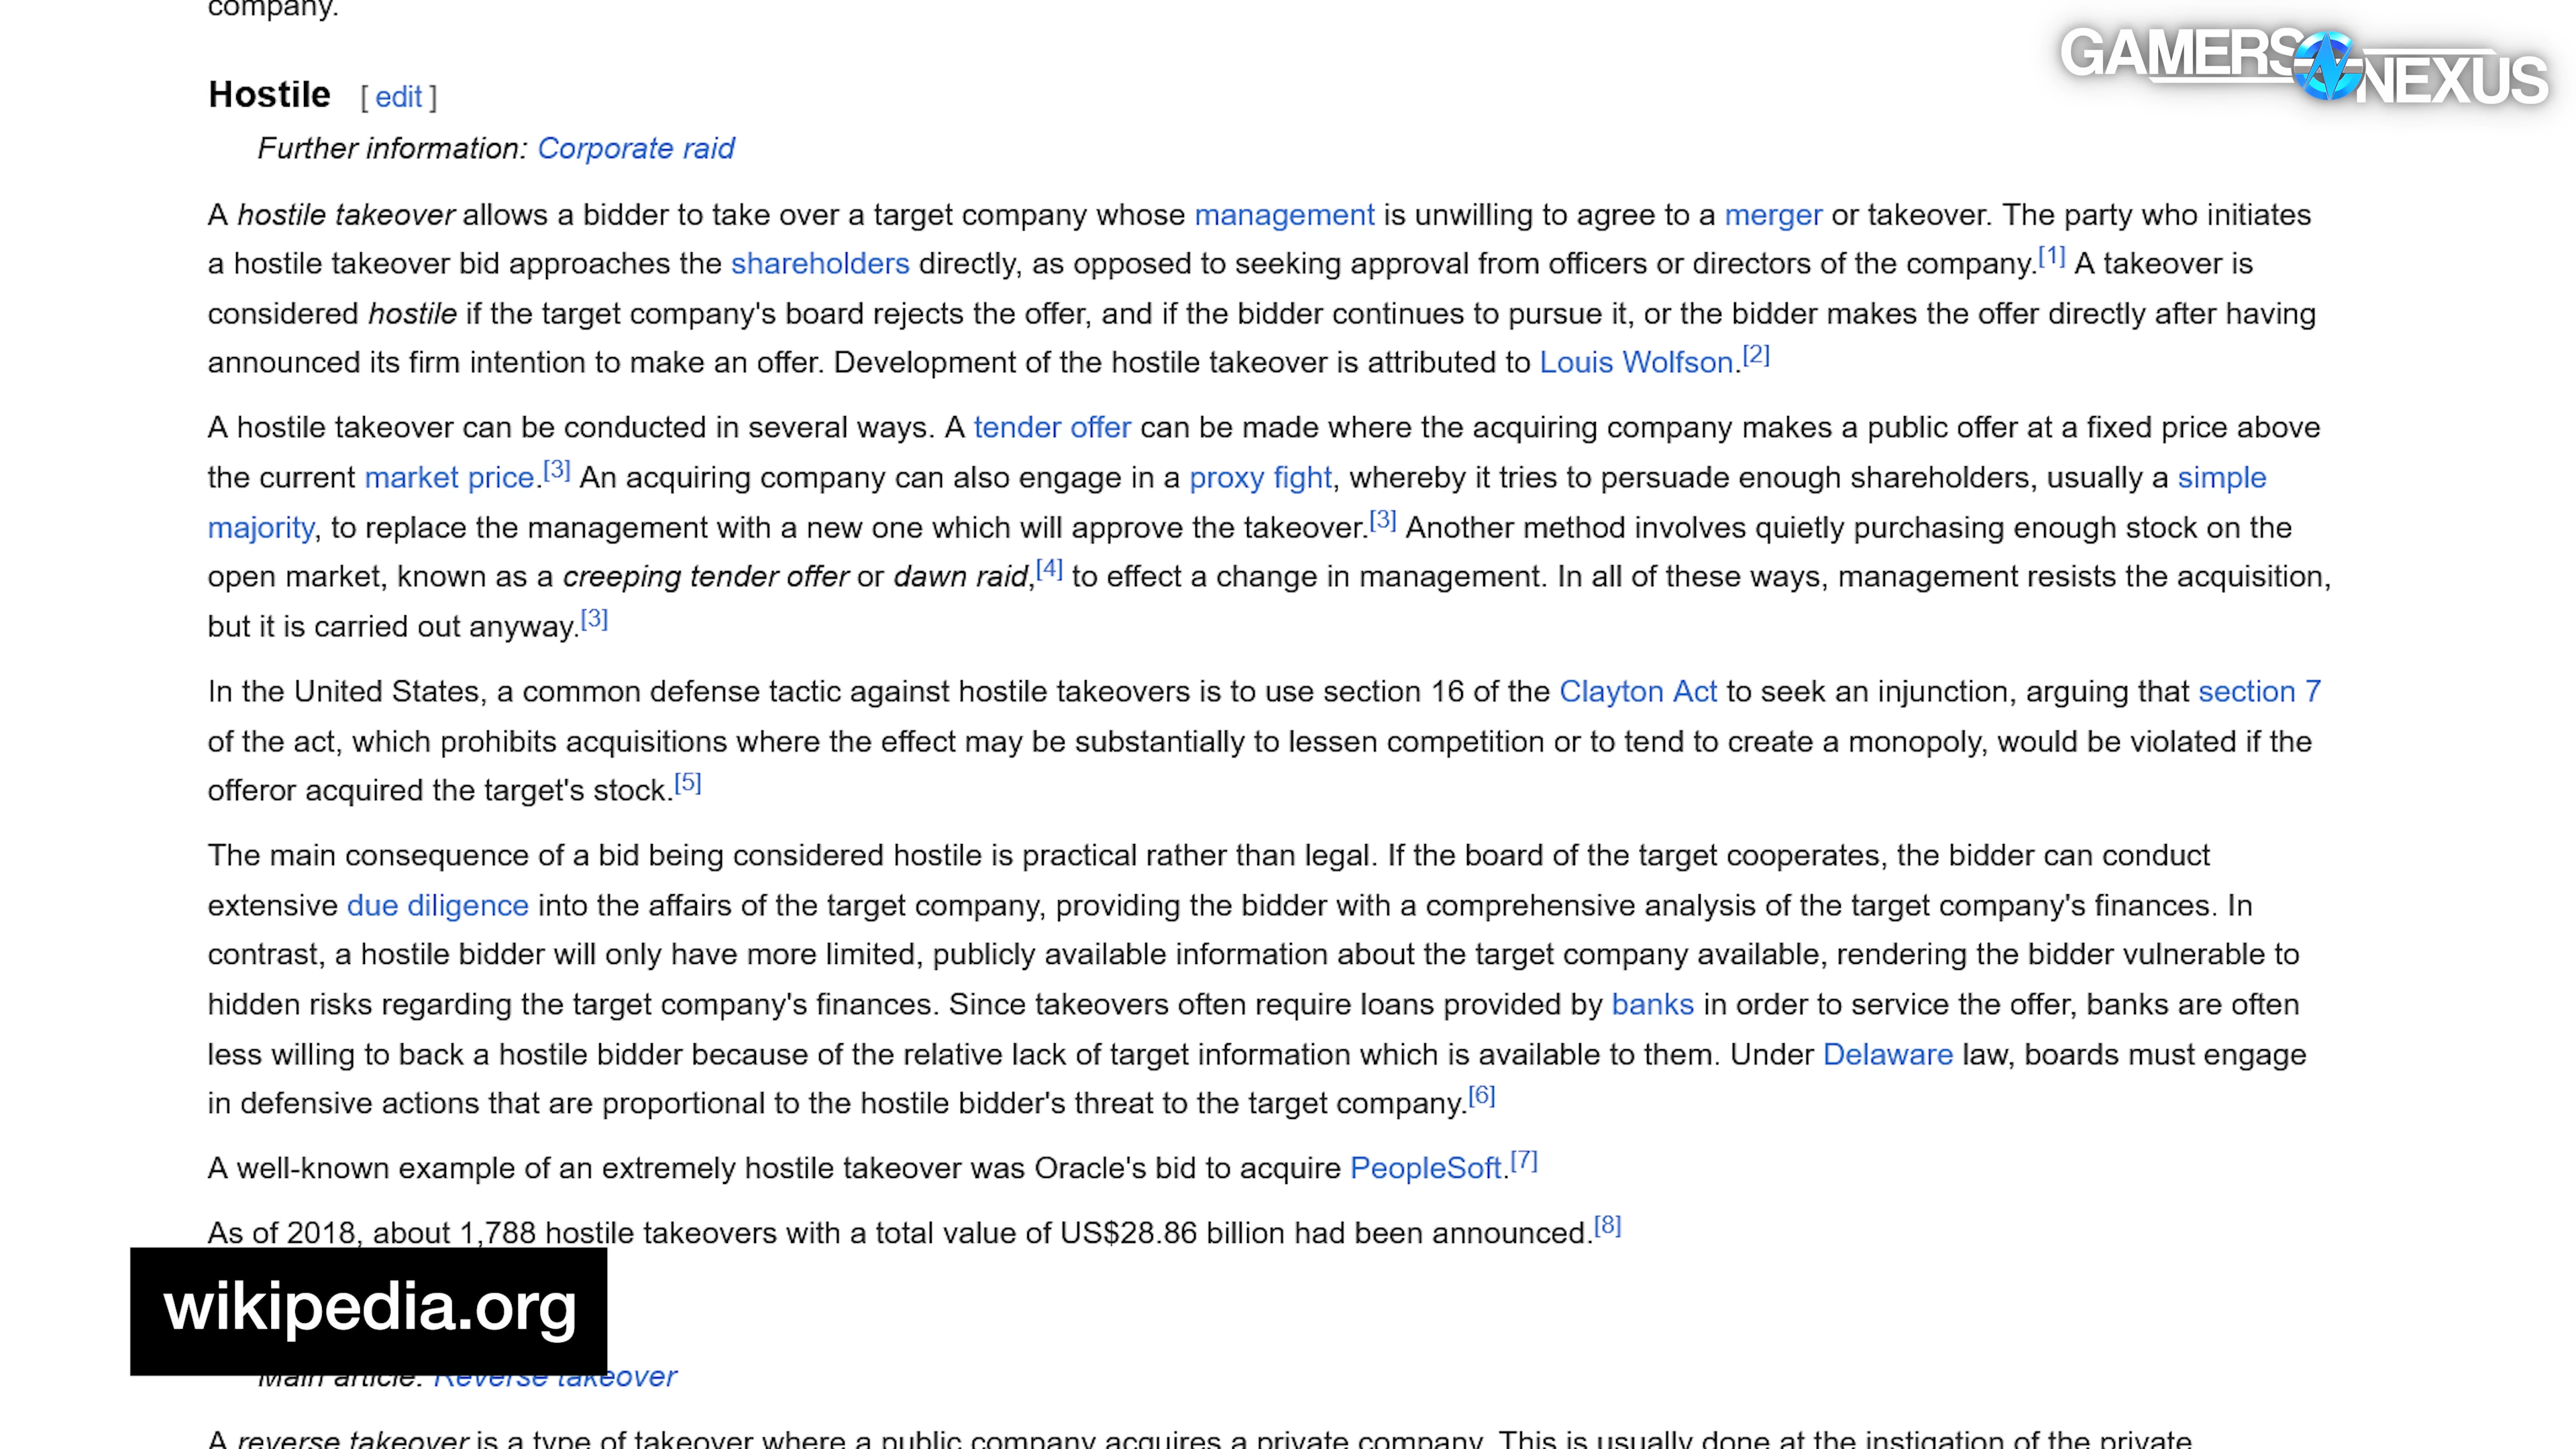 company.
GAMERS NEXUS
Hostile [ edit ]
Further information: Corporate raid
A hostile takeover allows a bidder to take over a target company whose management is unwilling to agree to a merger or takeover. The party who initiates
a hostile takeover bid approaches the shareholders directly, as opposed to seeking approval from officers or directors of the company.[1] A takeover is
considered hostile if the target company's board rejects the offer, and if the bidder continues to pursue it, or the bidder makes the offer directly after having
announced its firm intention to make an offer. Development of the hostile takeover is attributed to Louis Wolfson.[2]
A hostile takeover can be conducted in several ways. A tender offer can be made where the acquiring company makes a public offer at a fixed price above
the current market price.[3] An acquiring company can also engage in a proxy fight, whereby it tries to persuade enough shareholders, usually a simple
majority, to replace the management with a new one which will approve the takeover.[3] Another method involves quietly purchasing enough stock on the
open market, known as a creeping tender offer or dawn raid,[4] to effect a change in management. In all of these ways, management resists the acquisition,
but it is carried out anyway.[3]
In the United States, a common defense tactic against hostile takeovers is to use section 16 of the Clayton Act to seek an injunction, arguing that section 7
of the act, which prohibits acquisitions where the effect may be substantially to lessen competition or to tend to create a monopoly, would be violated if the
offeror acquired the target's stock.[5]
The main consequence of a bid being considered hostile is practical rather than legal. If the board of the target cooperates, the bidder can conduct
extensive due diligence into the affairs of the target company, providing the bidder with a comprehensive analysis of the target company's finances. In
contrast, a hostile bidder will only have more limited, publicly available information about the target company available, rendering the bidder vulnerable to
hidden risks regarding the target company's finances. Since takeovers often require loans provided by banks in order to service the offer, banks are often
less willing to back a hostile bidder because of the relative lack of target information which is available to them. Under Delaware law, boards must engage
in defensive actions that are proportional to the hostile bidder's threat to the target company.[6]
A well-known example of an extremely hostile takeover was Oracle's bid to acquire PeopleSoft.[7]
As of 2018, about 1,788 hostile takeovers with a total value of US$28.86 billion had been announced.[8]
wikipedia.org
Main article: Reverse takeover
A reverse takeover is a type of takeover where a public company acquires a private company. This is usually done at the instigation of the private